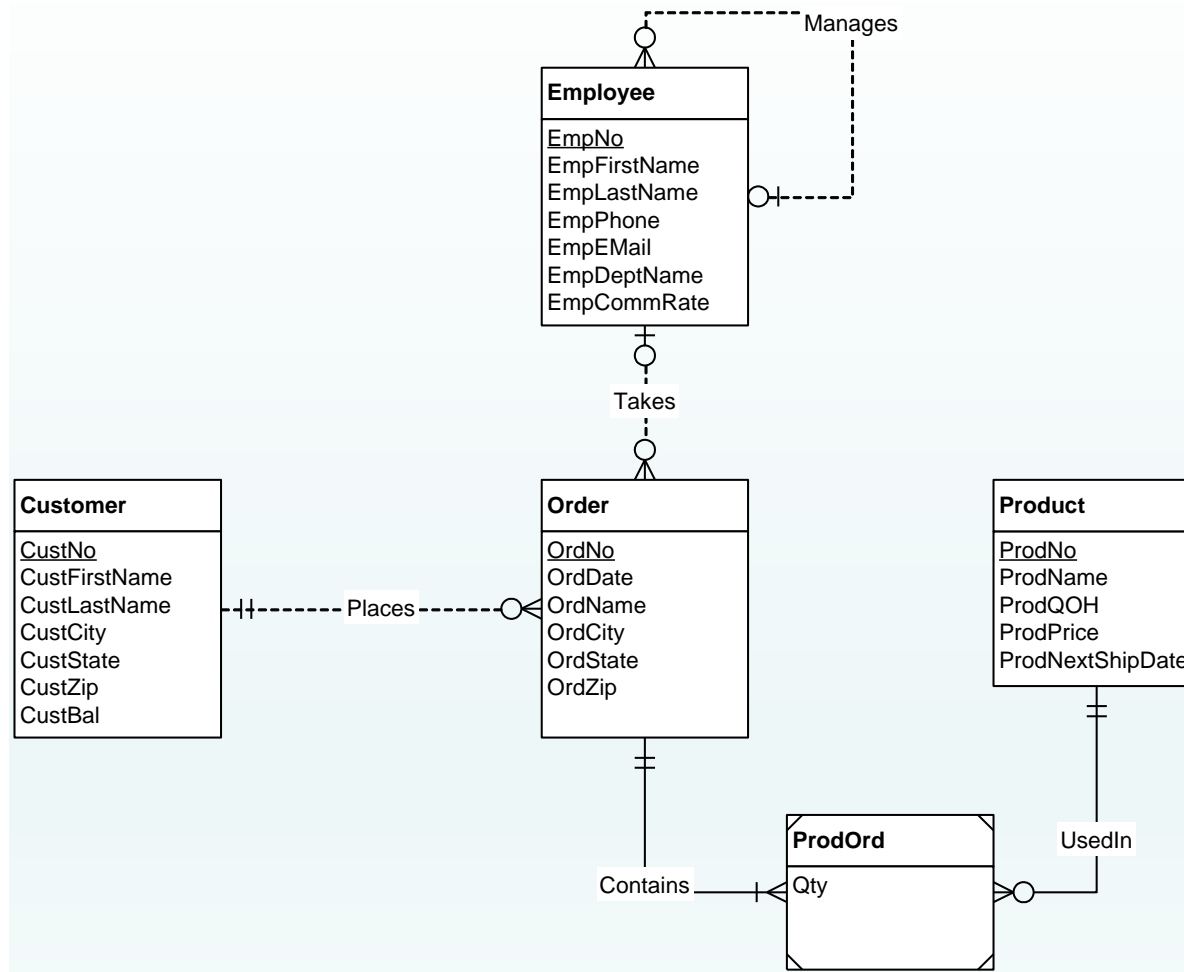 Manages
Employee
EmpNo
EmpFirstName
EmpLastName
EmpPhone
EmpEMail
EmpDeptName
EmpCommRate
Takes
Customer
CustNo
CustFirstName
CustLastName
CustCity
CustState
CustZip
CustBal
Places
Order
OrdNo
OrdDate
OrdName
OrdCity
OrdState
OrdZip
Product
ProdNo
ProdName
ProdQOH
ProdPrice
ProdNextShipDate
Contains
ProdOrd
Qty
UsedIn